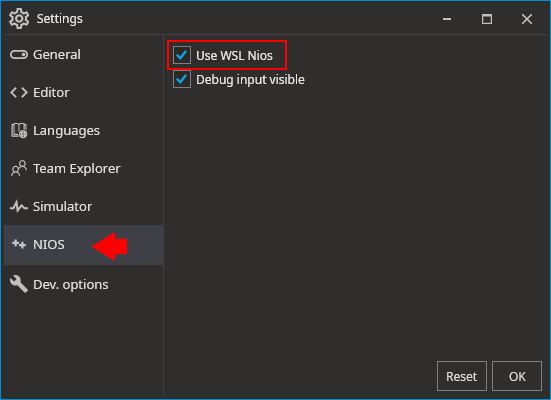 Settings
General
Editor
Languages
Team Explorer
Simulator
NIOS
Dev. options
Use WSL Nios
Debug input visible
Reset
OK